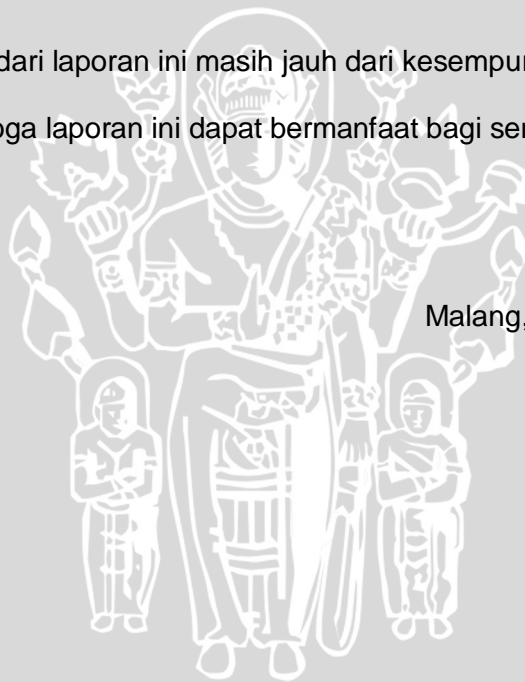 dari laporan ini masih jauh dari kesempur
oga laporan ini dapat bermanfaat bagi ser
Malang,